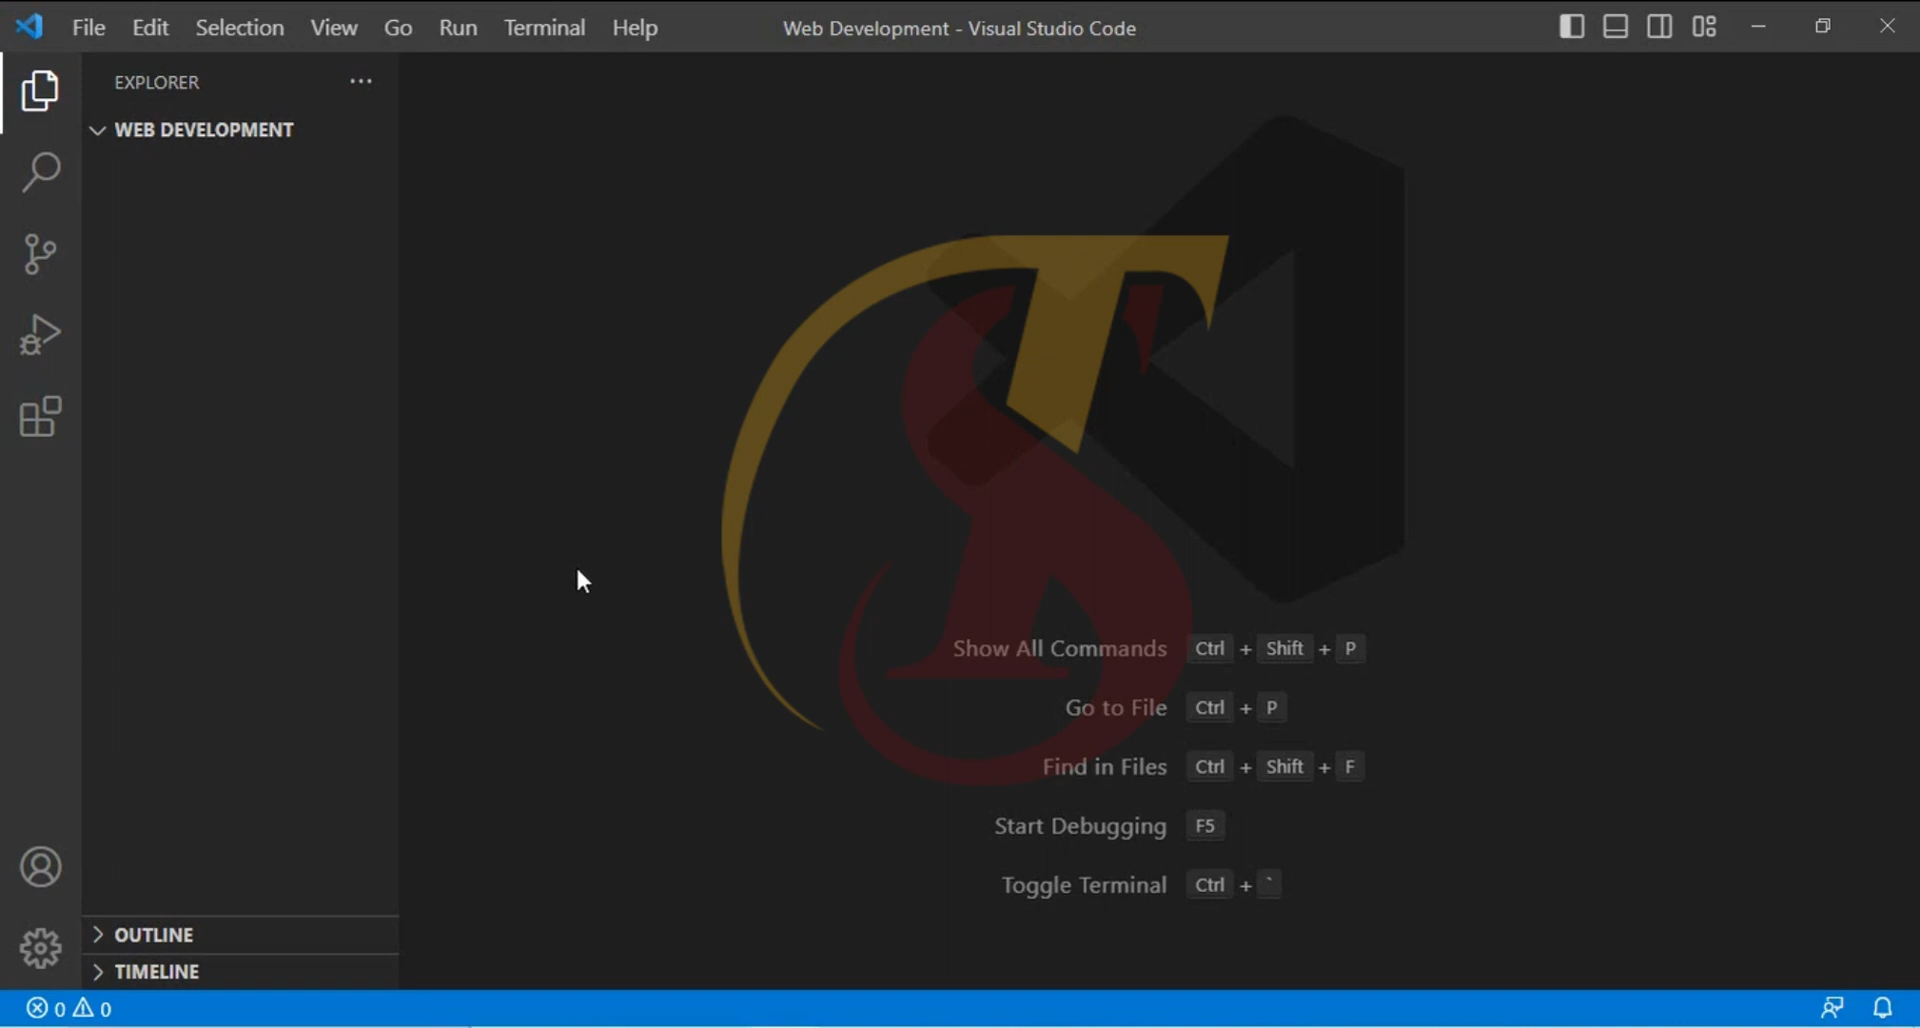 File Edit Selection View Go Run Terminal Help Web Development - Visual Studio Code
EXPLORER
WEB DEVELOPMENT
Show All Commands Ctrl + Shift + P
Go to File Ctrl + P
Find in Files Ctrl + Shift + F
Start Debugging F5
Toggle Terminal Ctrl + `
OUTLINE
TIMELINE
0 0